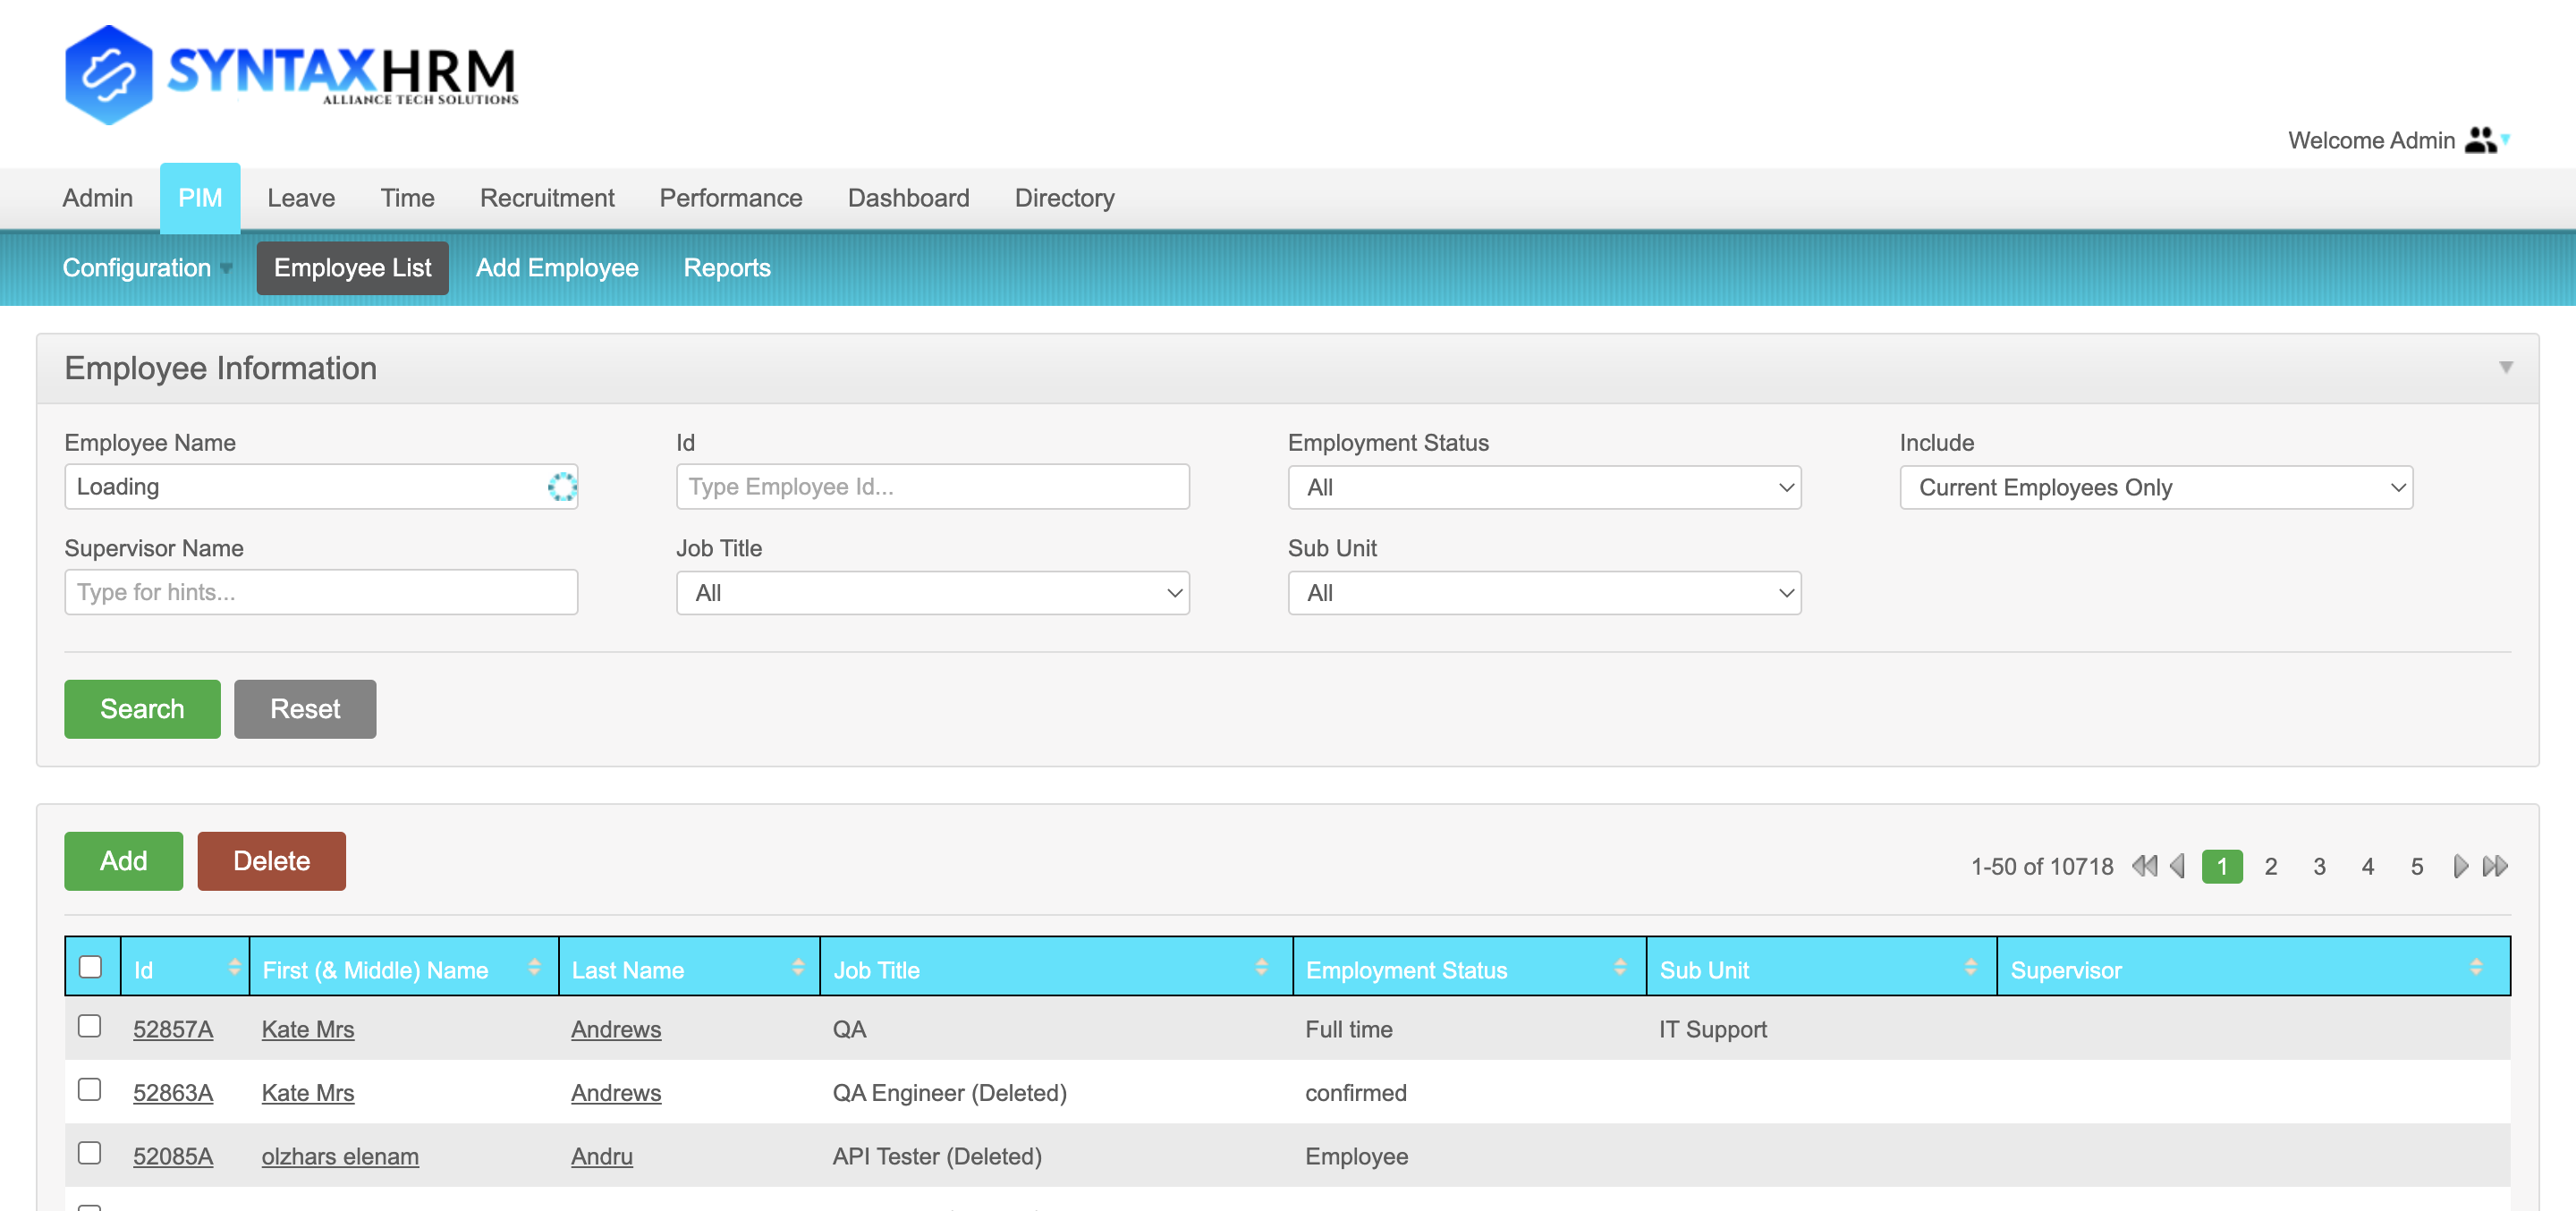 SYNTAXHRM
ALLIANCE TECH SOLUTIONS
Welcome Admin
Admin PIM Leave Time Recruitment Performance Dashboard Directory
Configuration Employee List Add Employee Reports
Employee Information
Employee Name Id Employment Status Include
Loading Type Employee Id... All Current Employees Only
Supervisor Name Job Title Sub Unit
Type for hints... All All
Search Reset
Add Delete 1-50 of 10718 1 2 3 4 5
Id First (& Middle) Name Last Name Job Title Employment Status Sub Unit Supervisor
52857A Kate Mrs Andrews QA Full time IT Support
52863A Kate Mrs Andrews QA Engineer (Deleted) confirmed
52085A olzhars elenam Andru API Tester (Deleted) Employee